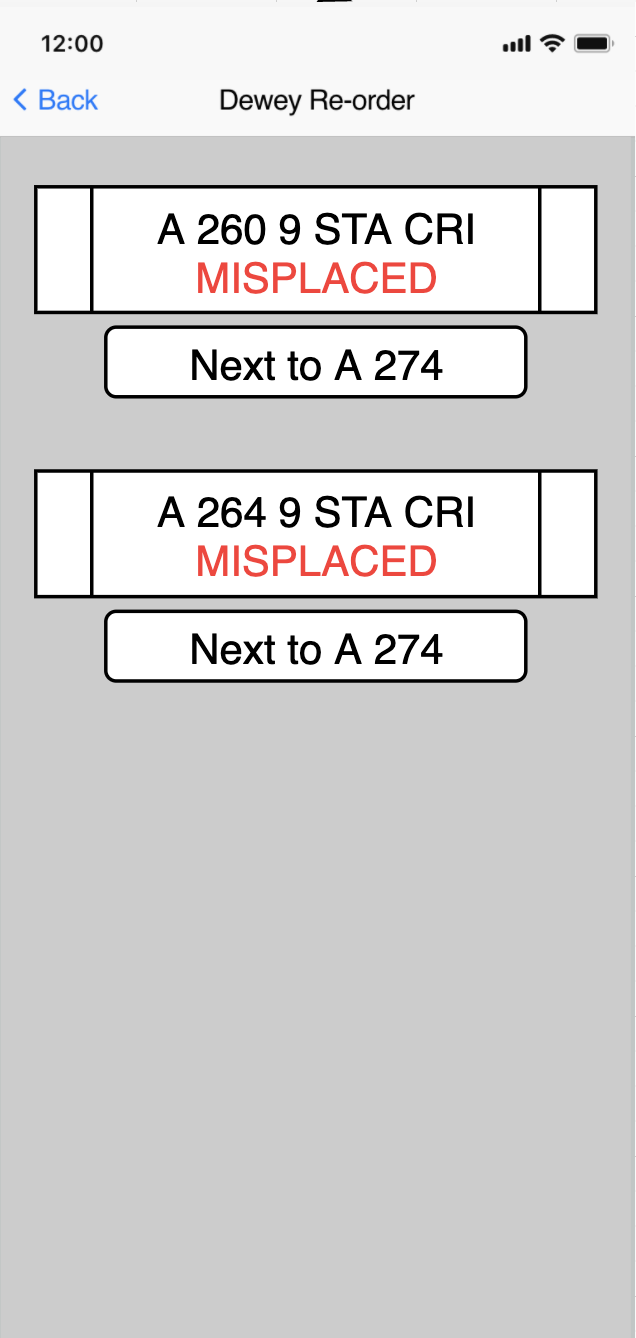 12:00
Back
Dewey Re-order
A 260 9 STA CRI
MISPLACED
Next to A 274
A 264 9 STA CRI
MISPLACED
Next to A 274